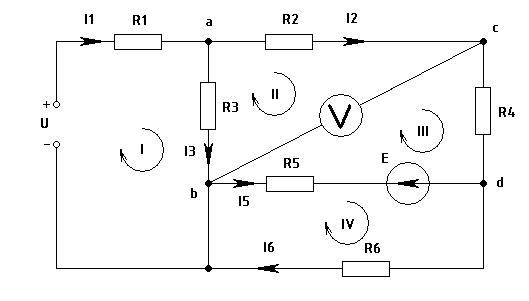 I1 R1 a R2 I2 c
+
U
−
R3 II V R4
I I3 III
R5 E
b I5 d
IV
I6 R6